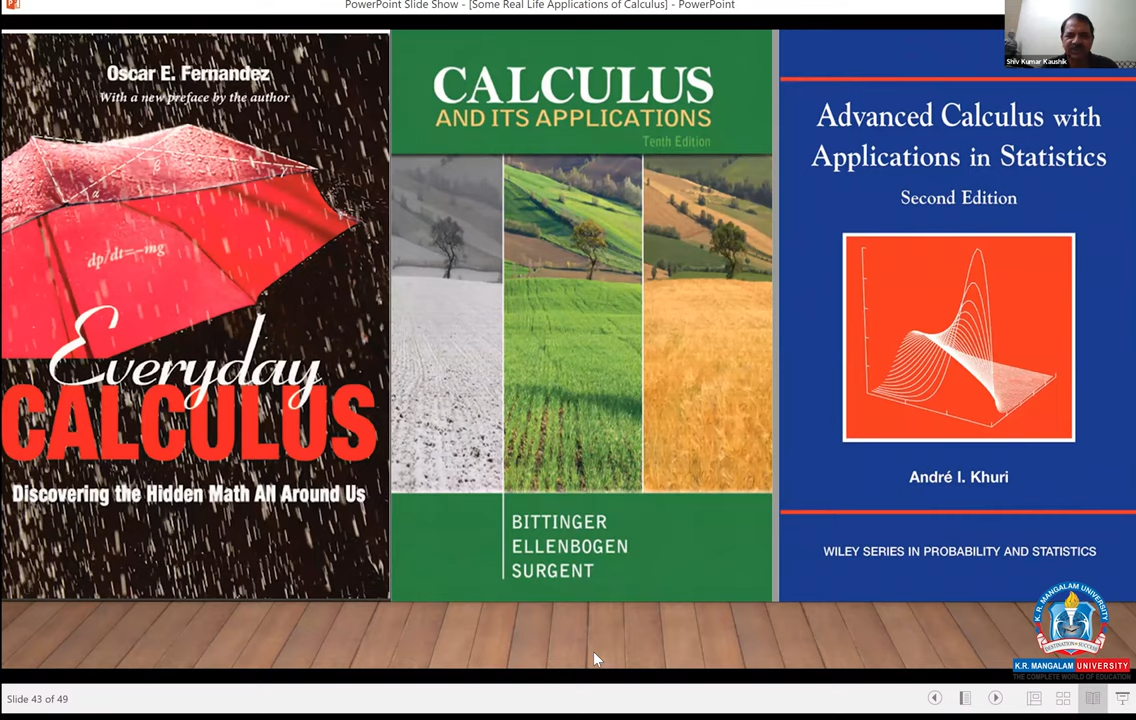 PowerPoint Slide Show - [Some Real Life Applications of Calculus] - PowerPoint
Shiv Kumar Kaushik
Oscar E. Fernandez
With a new preface by the author
α
β
γ
dp/dt=-mg
Everyday
CALCULUS
Discovering the Hidden Math All Around Us
CALCULUS
AND ITS APPLICATIONS
Tenth Edition
BITTINGER
ELLENBOGEN
SURGENT
Advanced Calculus with
Applications in Statistics
Second Edition
André I. Khuri
WILEY SERIES IN PROBABILITY AND STATISTICS
K. R. MANGALAM UNIVERSITY
K.R. MANGALAM UNIVERSITY
THE COMPLETE WORLD OF EDUCATION
Slide 43 of 49